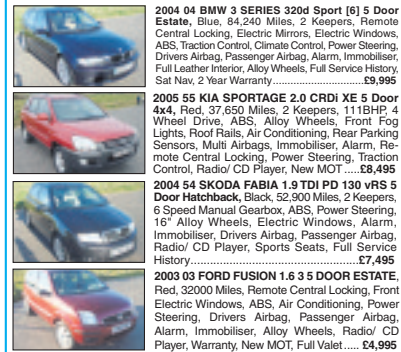 2004 04 BMW 3 SERIES 320d Sport [6] 5 Door
Estate, Blue, 84,240 Miles, 2 Keepers, Remote
Central Locking, Electric Mirrors, Electric Windows,
ABS, Traction Control, Climate Control, Power Steering,
Drivers Airbag, Passenger Airbag, Alarm, Immobiliser,
Full Leather Interior, Alloy Wheels, Full Service History,
Sat Nav, 2 Year Warranty.......................£9,995
2005 55 KIA SPORTAGE 2.0 CRDi XE 5 Door
4x4, Red, 37,650 Miles, 2 Keepers, 111BHP, 4
Wheel Drive, ABS, Alloy Wheels, Front Fog
Lights, Roof Rails, Air Conditioning, Rear Parking
Sensors, Multi Airbags, Immobiliser, Alarm, Re-
mote Central Locking, Power Steering, Traction
Control, Radio/ CD Player, New MOT.....£8,495
2004 54 SKODA FABIA 1.9 TDI PD 130 vRS 5
Door Hatchback, Black, 52,900 Miles, 2 Keepers,
6 Speed Manual Gearbox, ABS, Power Steering,
16" Alloy Wheels, Electric Windows, Alarm,
Immobiliser, Drivers Airbag, Passenger Airbag,
Radio/ CD Player, Sports Seats, Full Service
History..........................................£7,495
2003 03 FORD FUSION 1.6 3 5 DOOR ESTATE,
Red, 32000 Miles, Remote Central Locking, Front
Electric Windows, ABS, Air Conditioning, Power
Steering, Drivers Airbag, Passenger Airbag,
Alarm, Immobiliser, Alloy Wheels, Radio/ CD
Player, Warranty, New MOT, Full Valet..... £4,995